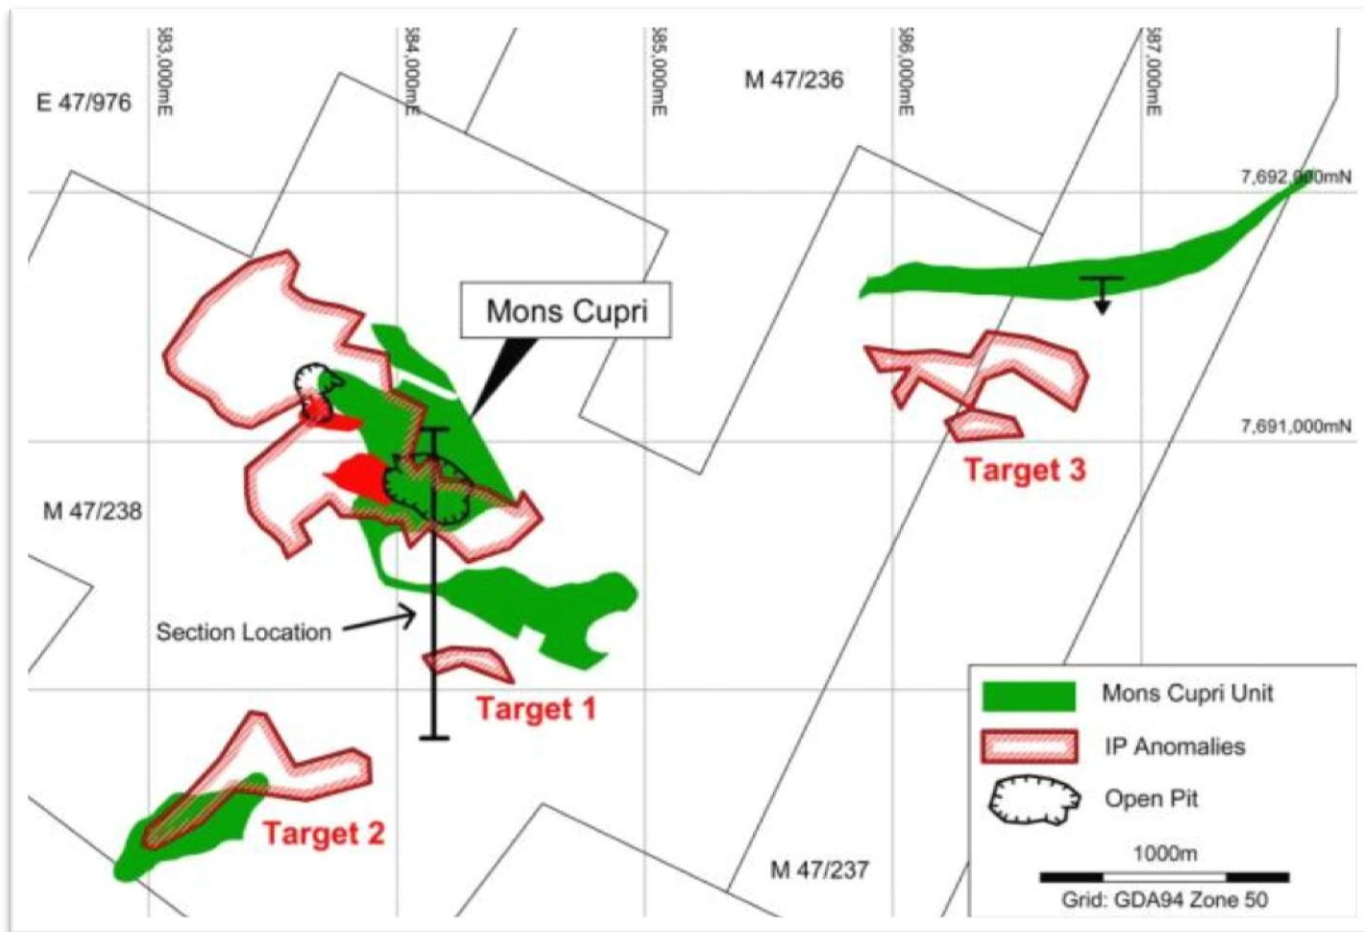 583,000mE
584,000mE
585,000mE
586,000mE
587,000mE
E 47/976
M 47/236
7,692,000mN
Mons Cupri
7,691,000mN
Target 3
M 47/238
Section Location
Target 1
Target 2
M 47/237
Mons Cupri Unit
IP Anomalies
Open Pit
1000m
Grid: GDA94 Zone 50